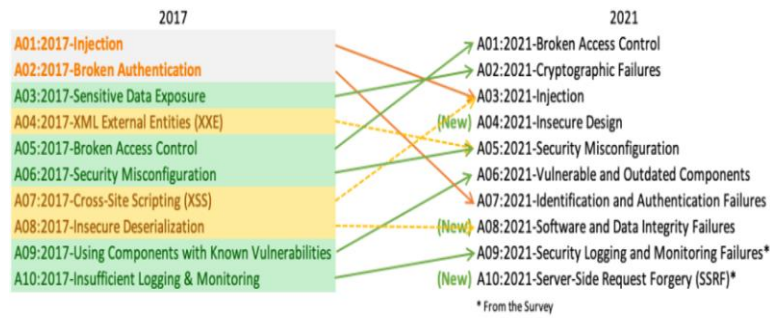 2017
2021
A01:2017-Injection
A02:2017-Broken Authentication
A03:2017-Sensitive Data Exposure
A04:2017-XML External Entities (XXE)
A05:2017-Broken Access Control
A06:2017-Security Misconfiguration
A07:2017-Cross-Site Scripting (XSS)
A08:2017-Insecure Deserialization
A09:2017-Using Components with Known Vulnerabilities
A10:2017-Insufficient Logging & Monitoring
A01:2021-Broken Access Control
A02:2021-Cryptographic Failures
A03:2021-Injection
(New) A04:2021-Insecure Design
A05:2021-Security Misconfiguration
A06:2021-Vulnerable and Outdated Components
A07:2021-Identification and Authentication Failures
(New) A08:2021-Software and Data Integrity Failures
A09:2021-Security Logging and Monitoring Failures*
(New) A10:2021-Server-Side Request Forgery (SSRF)*
* From the Survey